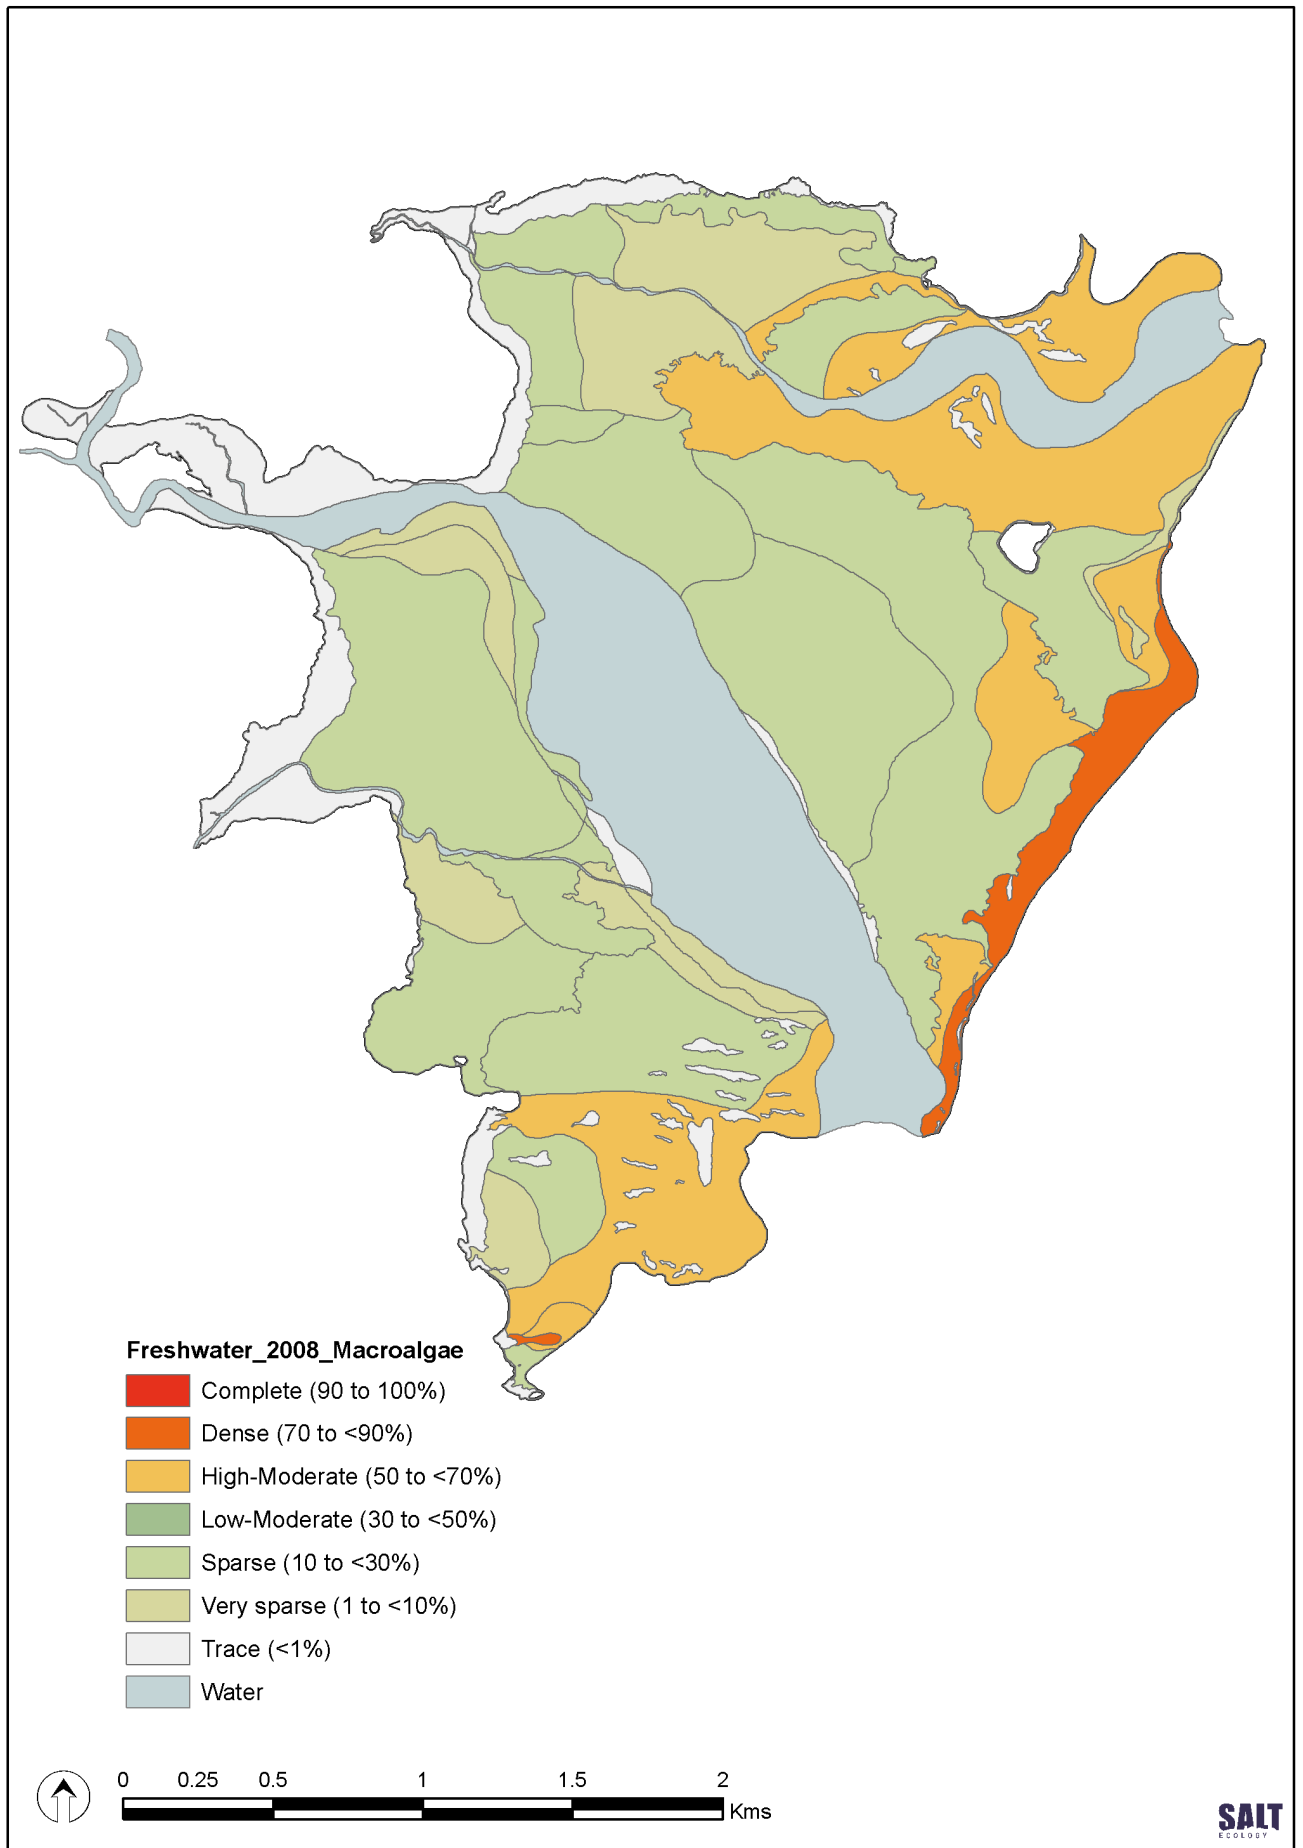 Freshwater_2008_Macroalgae
Complete (90 to 100%)
Dense (70 to <90%)
High-Moderate (50 to <70%)
Low-Moderate (30 to <50%)
Sparse (10 to <30%)
Very sparse (1 to <10%)
Trace (<1%)
Water
0 0.25 0.5 1 1.5 2
Kms
SALT
ECOLOGY